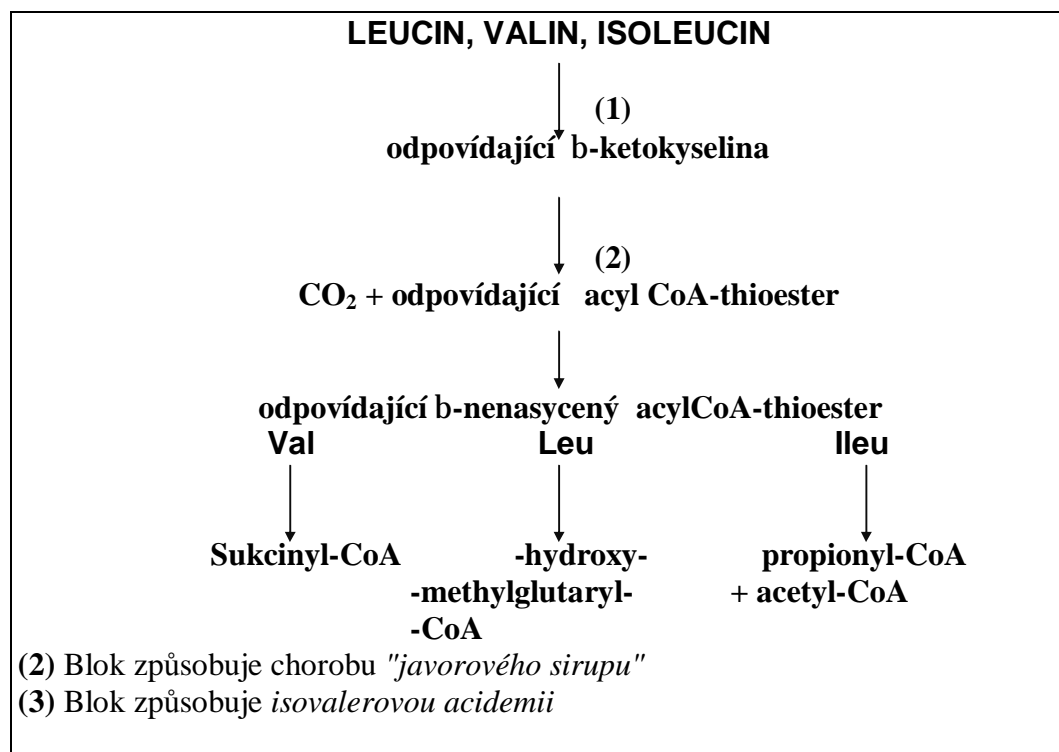 LEUCIN, VALIN, ISOLEUCIN
(1)
odpovídající b-ketokyselina
(2)
CO₂ + odpovídající acyl CoA-thioester
odpovídající b-nenasycený acylCoA-thioester
Val Leu Ileu
Sukcinyl-CoA -hydroxy- propionyl-CoA
-methylglutaryl- + acetyl-CoA
-CoA
(2) Blok způsobuje chorobu "javorového sirupu"
(3) Blok způsobuje isovalerovou acidemii